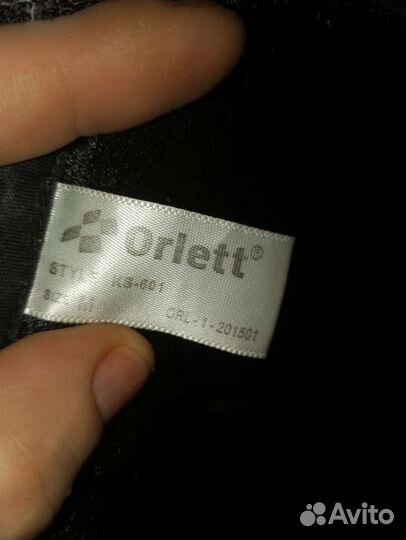 Orlett®
STYLE KS-601
SIZE M ORL-1-201501
Avito